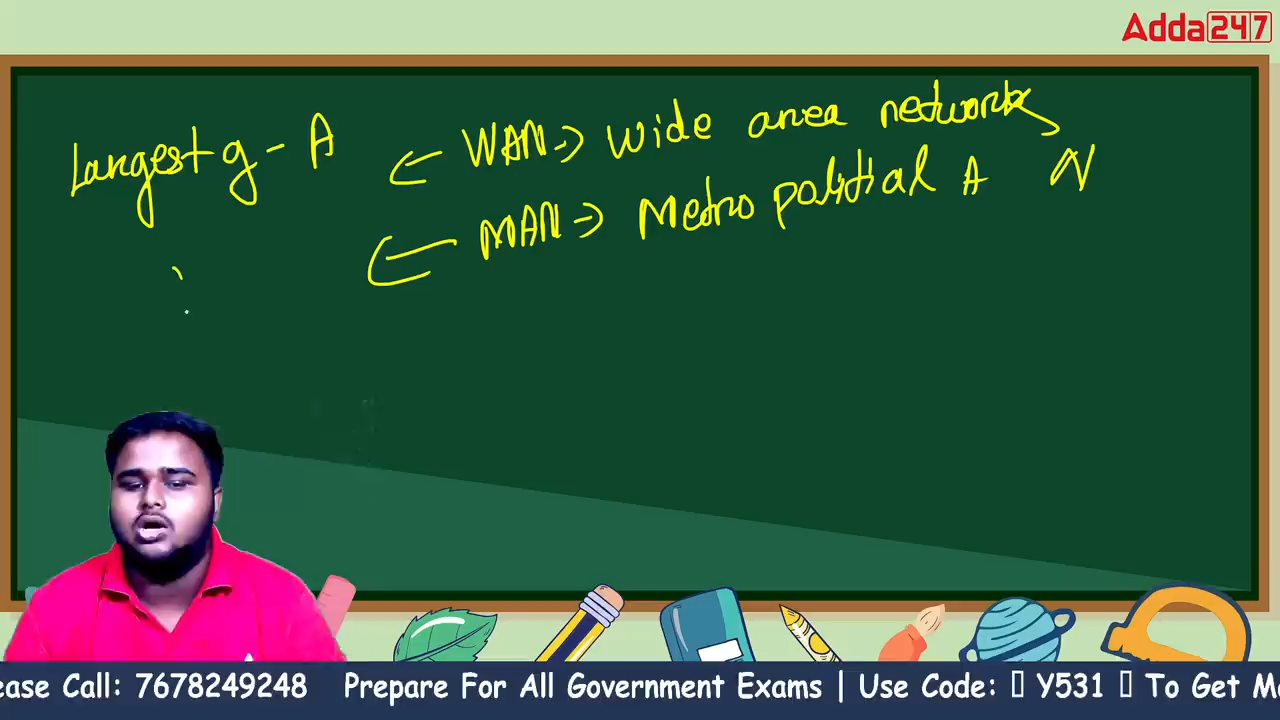 Adda247
Largest g - A
WAN => Wide area network
MAN => Metro politial A N
ease Call: 7678249248 Prepare For All Government Exams | Use Code: Y531 To Get M